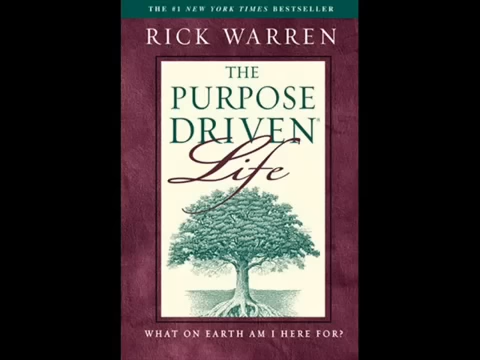 THE #1 NEW YORK TIMES BESTSELLER
RICK WARREN
THE
PURPOSE
DRIVEN®
Life
WHAT ON EARTH AM I HERE FOR?